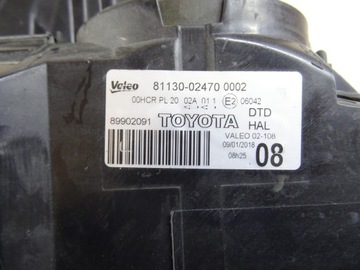 Valeo 81130-02470 0002
00HCR PL 20 02A 01 1 E2 06042
89902091 TOYOTA DTD
HAL
VALEO 02-108
09/01/2018
08h25 08